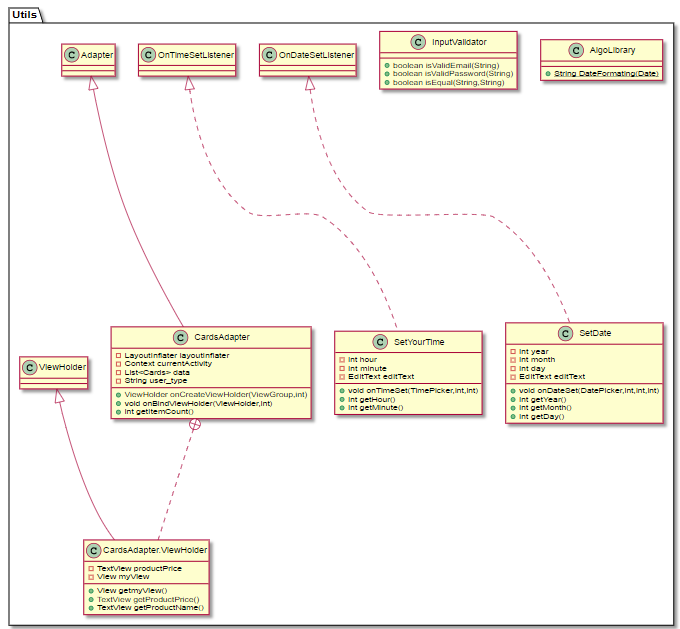 Utils
C Adapter
C OnTimeSetListener
C OnDateSetListener
C InputValidator
boolean isValidEmail(String)
boolean isValidPassword(String)
boolean isEqual(String,String)
C AlgoLibrary
String DateFormating(Date)
C CardsAdapter
LayoutInflater layoutInflater
Context currentActivity
List<Cards> data
String user_type
ViewHolder onCreateViewHolder(ViewGroup,int)
void onBindViewHolder(ViewHolder,int)
int getItemCount()
C SetYourTime
int hour
int minute
EditText editText
void onTimeSet(TimePicker,int,int)
int getHour()
int getMinute()
C SetDate
int year
int month
int day
EditText editText
void onDateSet(DatePicker,int,int,int)
int getYear()
int getMonth()
int getDay()
C ViewHolder
C CardsAdapter.ViewHolder
TextView productPrice
View myView
View getmyView()
TextView getProductPrice()
TextView getProductName()